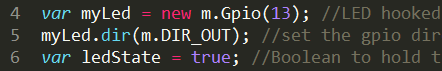 4 var myLed = new m.Gpio(13); //LED hooked
5 myLed.dir(m.DIR_OUT); //set the gpio dir
6 var ledState = true; //Boolean to hold t